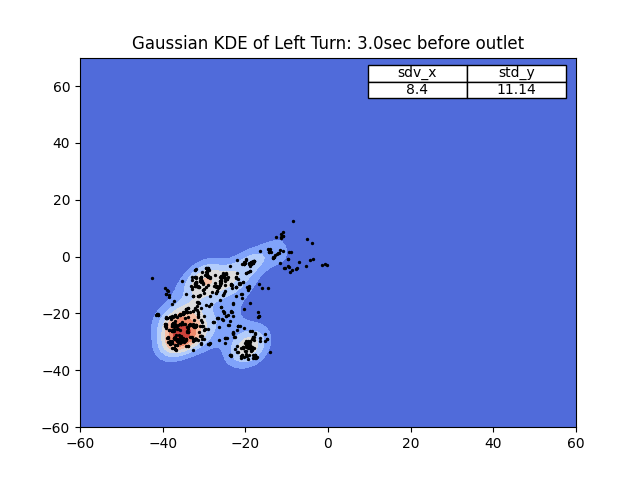 Gaussian KDE of Left Turn: 3.0sec before outlet
sdv_x std_y
8.4 11.14
60
40
20
0
−20
−40
−60
−60 −40 −20 0 20 40 60